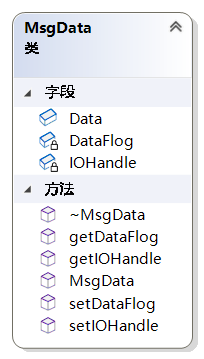 MsgData
类
字段
Data
DataFlog
IOHandle
方法
~MsgData
getDataFlog
getIOHandle
MsgData
setDataFlog
setIOHandle